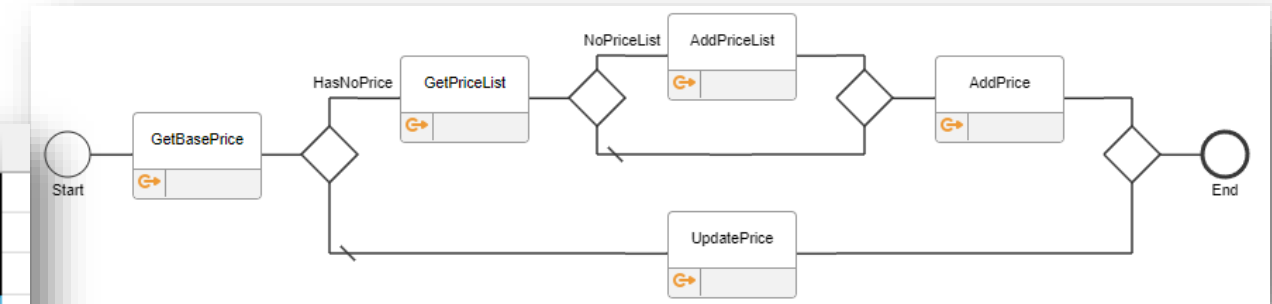 NoPriceList
AddPriceList
HasNoPrice
GetPriceList
AddPrice
GetBasePrice
Start
End
UpdatePrice